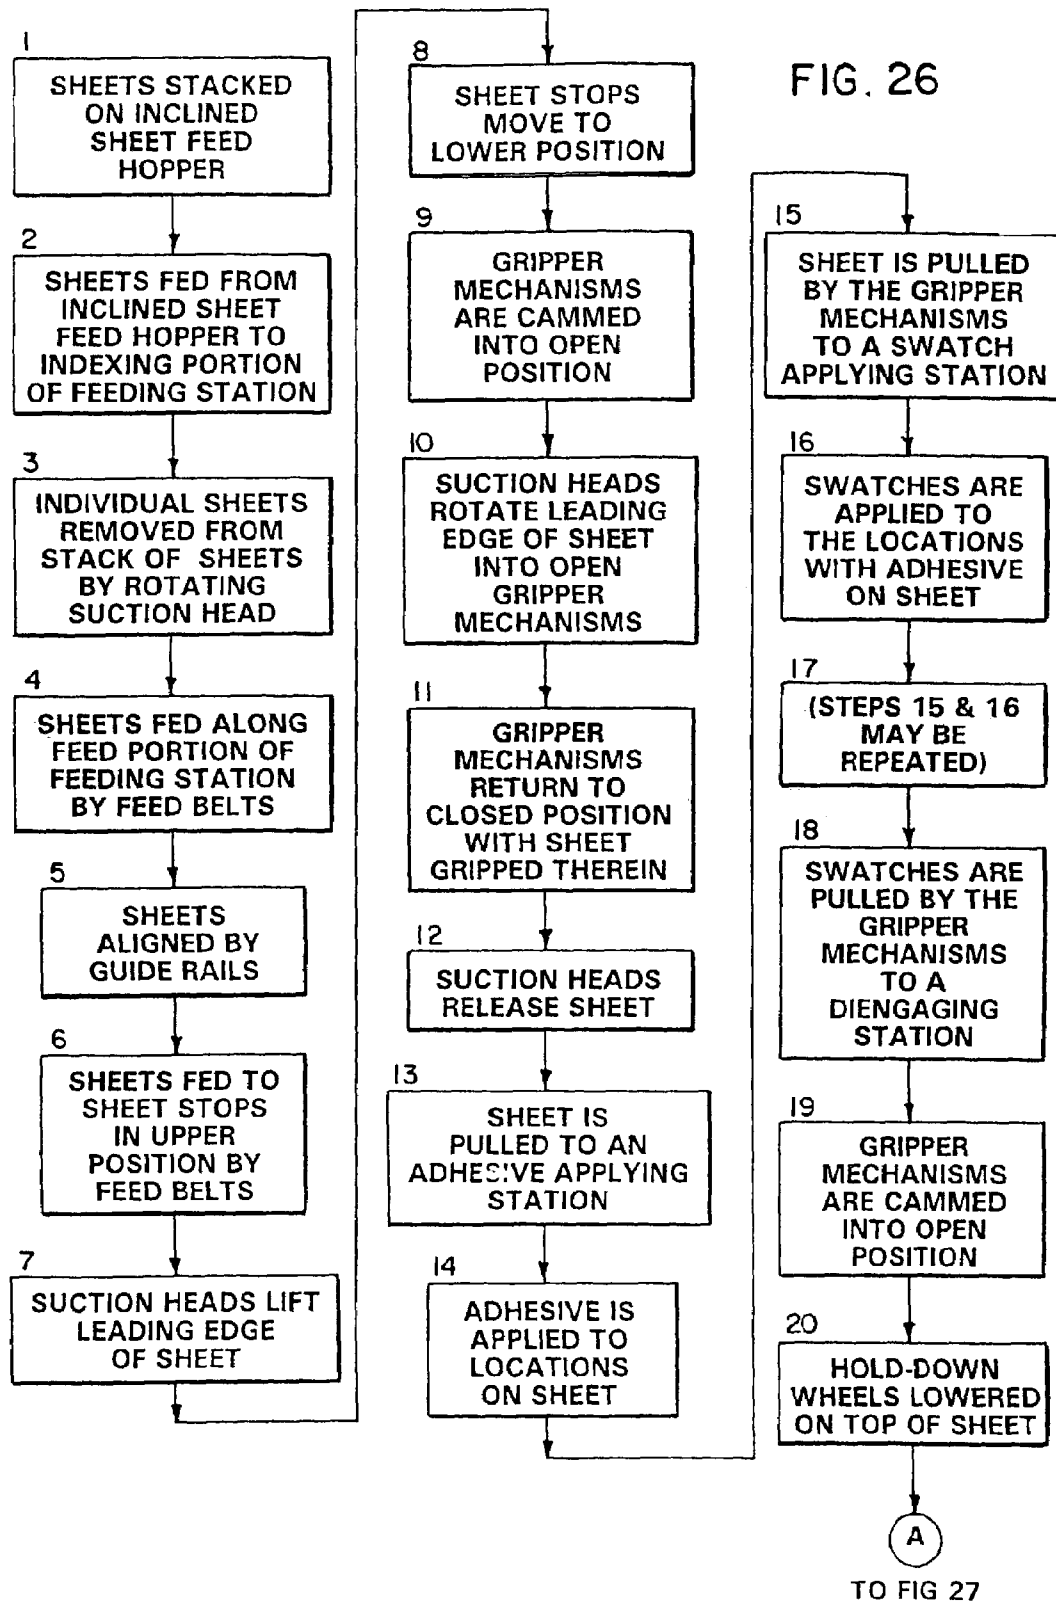 FIG. 26
1
SHEETS STACKED
ON INCLINED
SHEET FEED
HOPPER
2
SHEETS FED FROM
INCLINED SHEET
FEED HOPPER TO
INDEXING PORTION
OF FEEDING STATION
3
INDIVIDUAL SHEETS
REMOVED FROM
STACK OF SHEETS
BY ROTATING
SUCTION HEAD
4
SHEETS FED ALONG
FEED PORTION OF
FEEDING STATION
BY FEED BELTS
5
SHEETS
ALIGNED BY
GUIDE RAILS
6
SHEETS FED TO
SHEET STOPS
IN UPPER
POSITION BY
FEED BELTS
7
SUCTION HEADS LIFT
LEADING EDGE
OF SHEET
8
SHEET STOPS
MOVE TO
LOWER POSITION
9
GRIPPER
MECHANISMS
ARE CAMMED
INTO OPEN
POSITION
10
SUCTION HEADS
ROTATE LEADING
EDGE OF SHEET
INTO OPEN
GRIPPER
MECHANISMS
11
GRIPPER
MECHANISMS
RETURN TO
CLOSED POSITION
WITH SHEET
GRIPPED THEREIN
12
SUCTION HEADS
RELEASE SHEET
13
SHEET IS
PULLED TO AN
ADHESIVE APPLYING
STATION
14
ADHESIVE IS
APPLIED TO
LOCATIONS
ON SHEET
15
SHEET IS PULLED
BY THE GRIPPER
MECHANISMS
TO A SWATCH
APPLYING STATION
16
SWATCHES ARE
APPLIED TO
THE LOCATIONS
WITH ADHESIVE
ON SHEET
17
(STEPS 15 & 16
MAY BE
REPEATED)
18
SWATCHES ARE
PULLED BY THE
GRIPPER
MECHANISMS
TO A
DIENGAGING
STATION
19
GRIPPER
MECHANISMS
ARE CAMMED
INTO OPEN
POSITION
20
HOLD-DOWN
WHEELS LOWERED
ON TOP OF SHEET
A
TO FIG 27